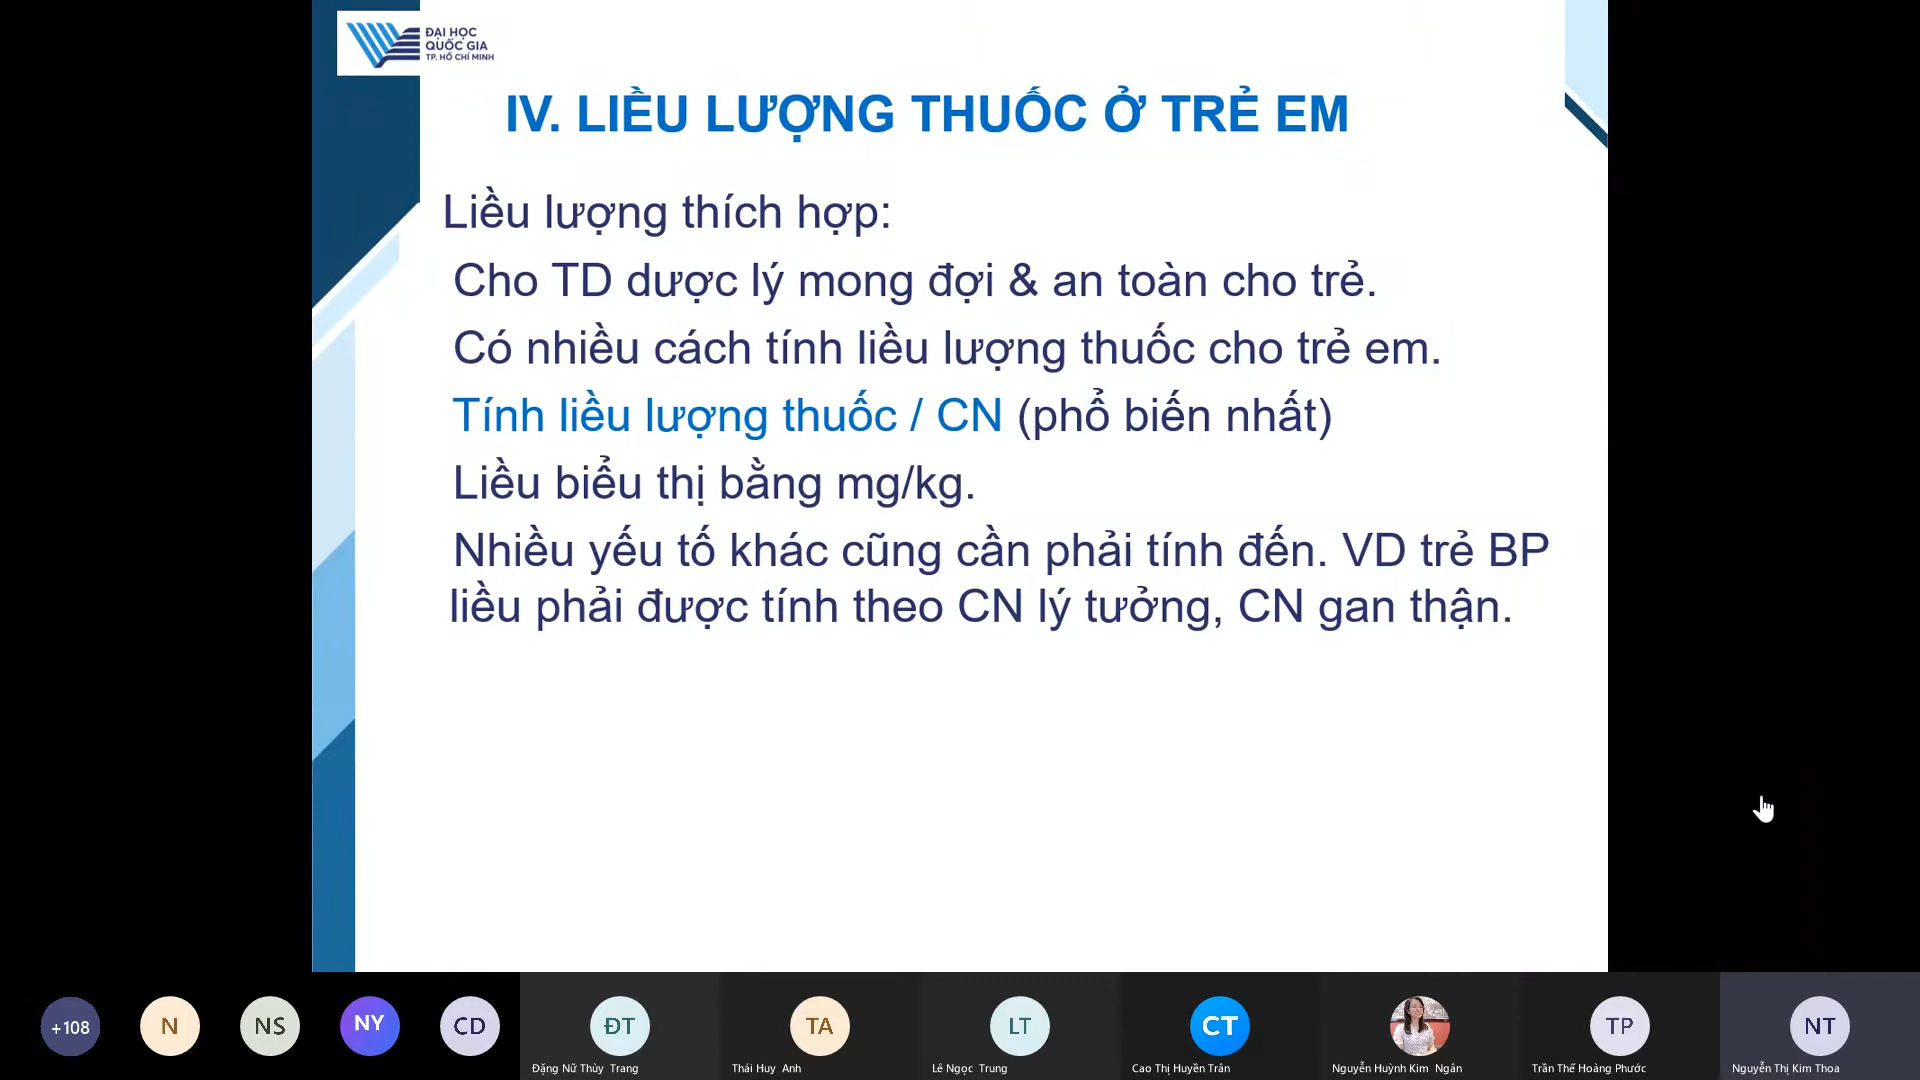 ĐẠI HỌC
QUỐC GIA
TP. HỒ CHÍ MINH
IV. LIỀU LƯỢNG THUỐC Ở TRẺ EM
Liều lượng thích hợp:
Cho TD dược lý mong đợi & an toàn cho trẻ.
Có nhiều cách tính liều lượng thuốc cho trẻ em.
Tính liều lượng thuốc / CN (phổ biến nhất)
Liều biểu thị bằng mg/kg.
Nhiều yếu tố khác cũng cần phải tính đến. VD trẻ BP
liều phải được tính theo CN lý tưởng, CN gan thận.
+108
N
NS
NY
CD
ĐT
TA
LT
CT
TP
NT
Đặng Nữ Thùy Trang
Thái Huy Anh
Lê Ngọc Trung
Cao Thị Huyền Trân
Nguyễn Huỳnh Kim Ngân
Trần Thế Hoàng Phước
Nguyễn Thị Kim Thoa